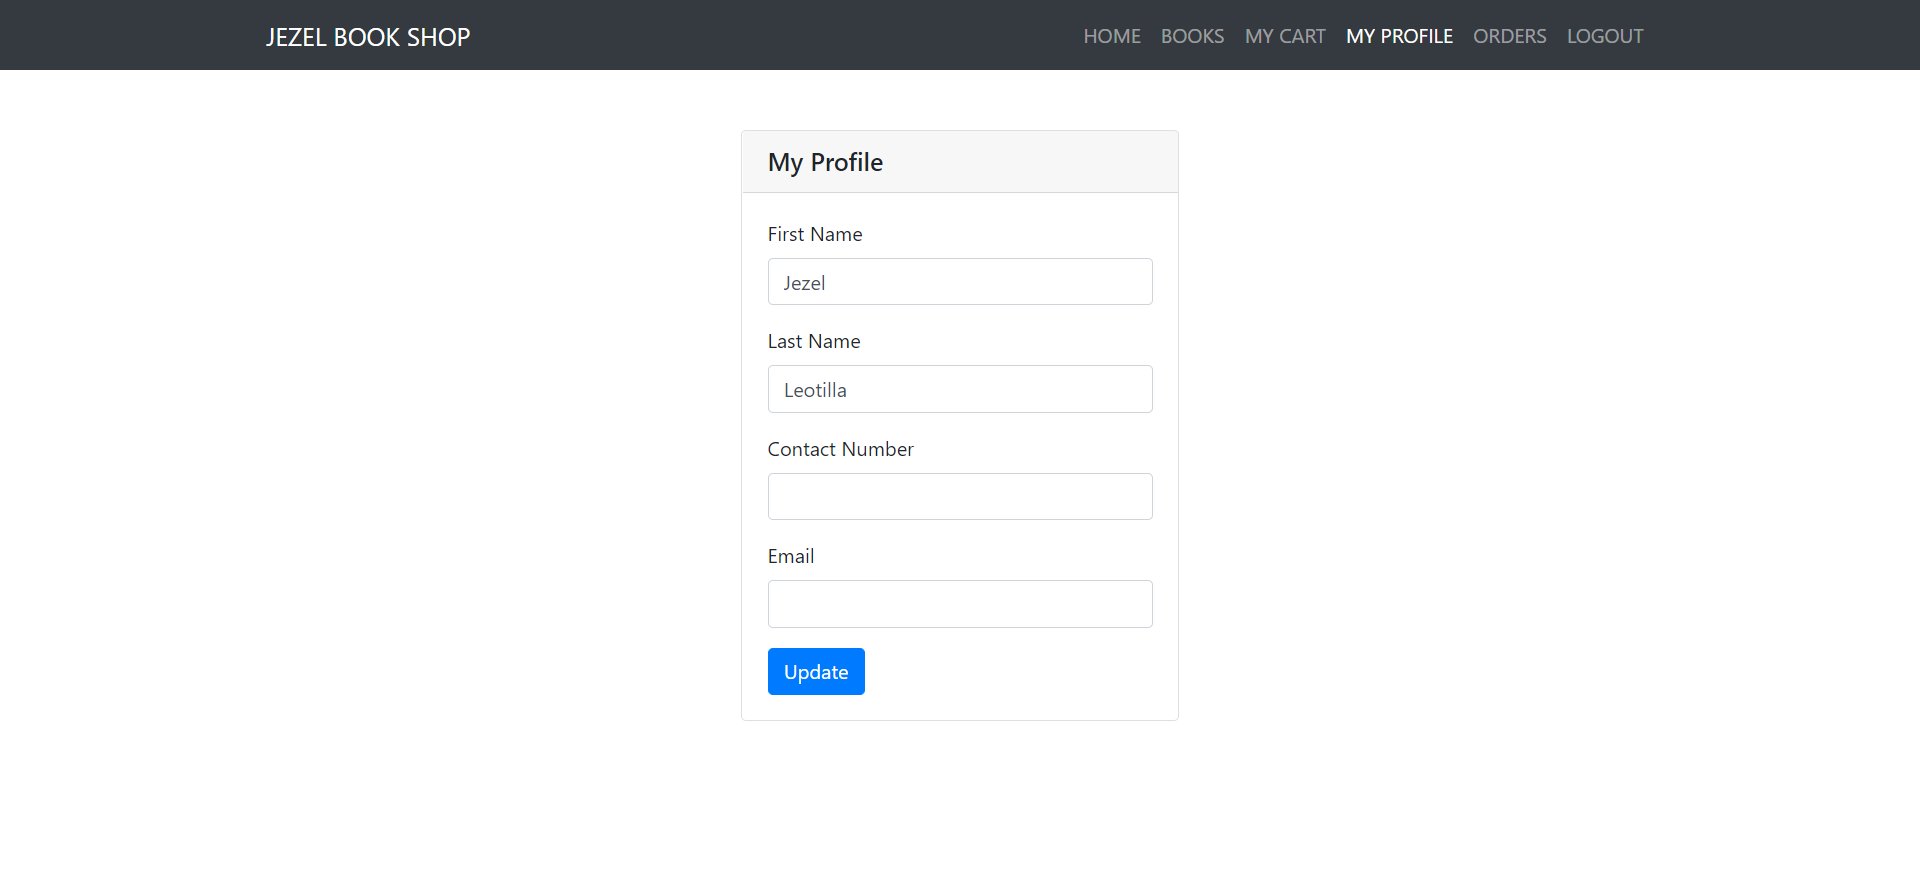 JEZEL BOOK SHOP HOME BOOKS MY CART MY PROFILE ORDERS LOGOUT
My Profile
First Name
Jezel
Last Name
Leotilla
Contact Number
Email
Update